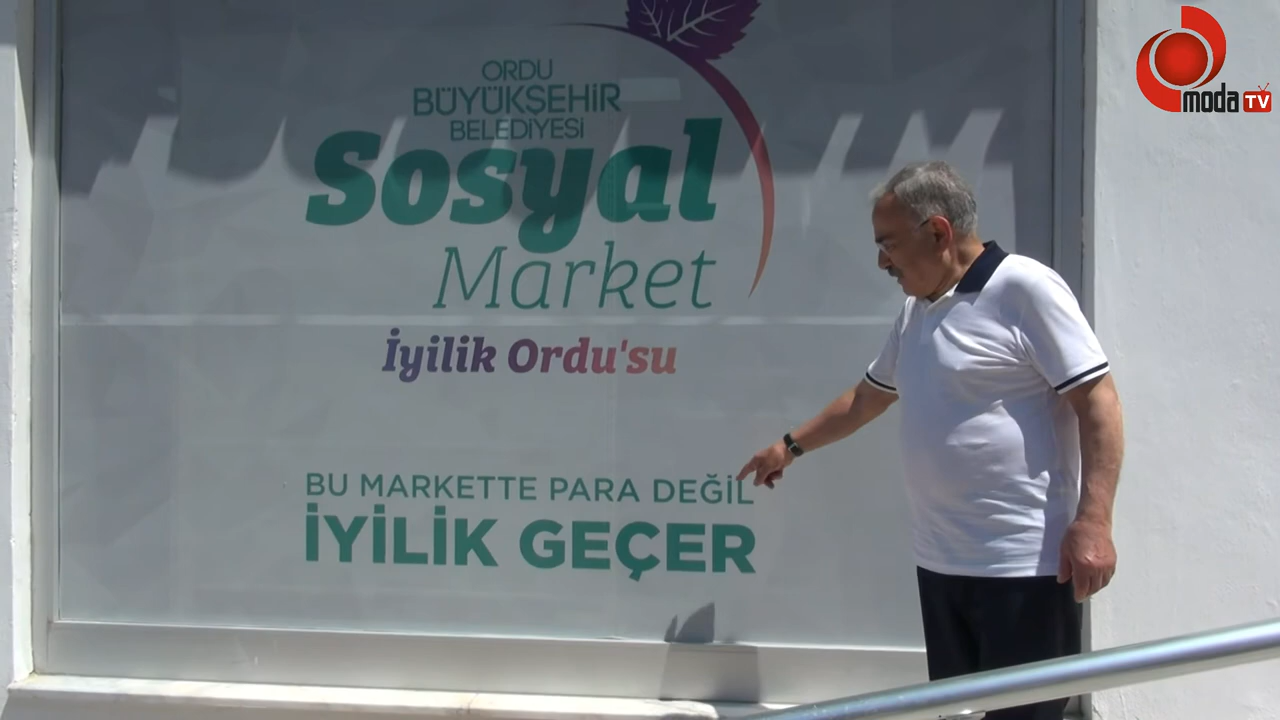 ORDU
BÜYÜKŞEHİR
BELEDİYESİ
Sosyal
Market
İyilik Ordu'su
BU MARKETTE PARA DEĞİL
İYİLİK GEÇER
moda TV